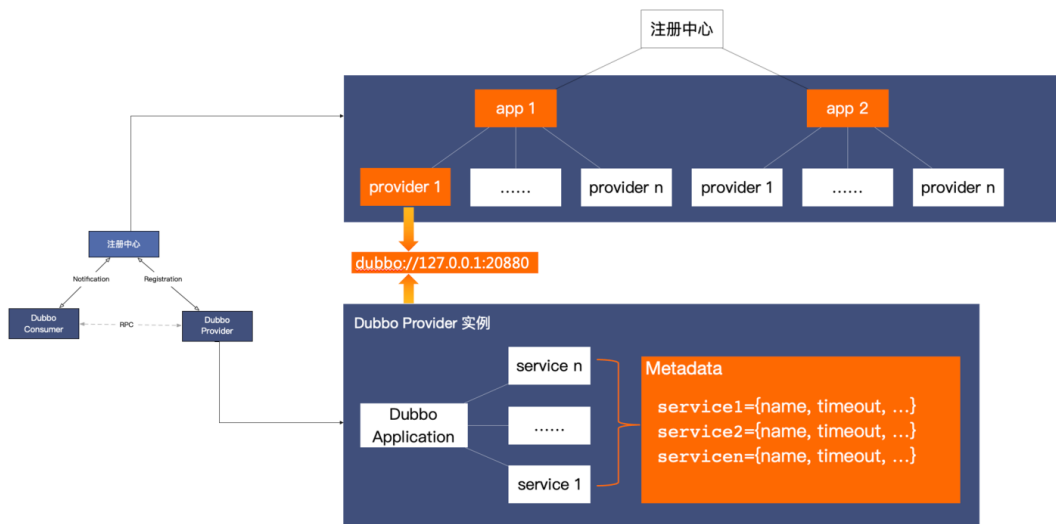 注册中心
app 1
app 2
provider 1
......
provider n
provider 1
......
provider n
dubbo://127.0.0.1:20880
注册中心
Notification
Registration
Dubbo
Consumer
RPC
Dubbo
Provider
Dubbo Provider 实例
service n
Dubbo
Application
......
service 1
Metadata
service1={name, timeout, ...}
service2={name, timeout, ...}
servicen={name, timeout, ...}